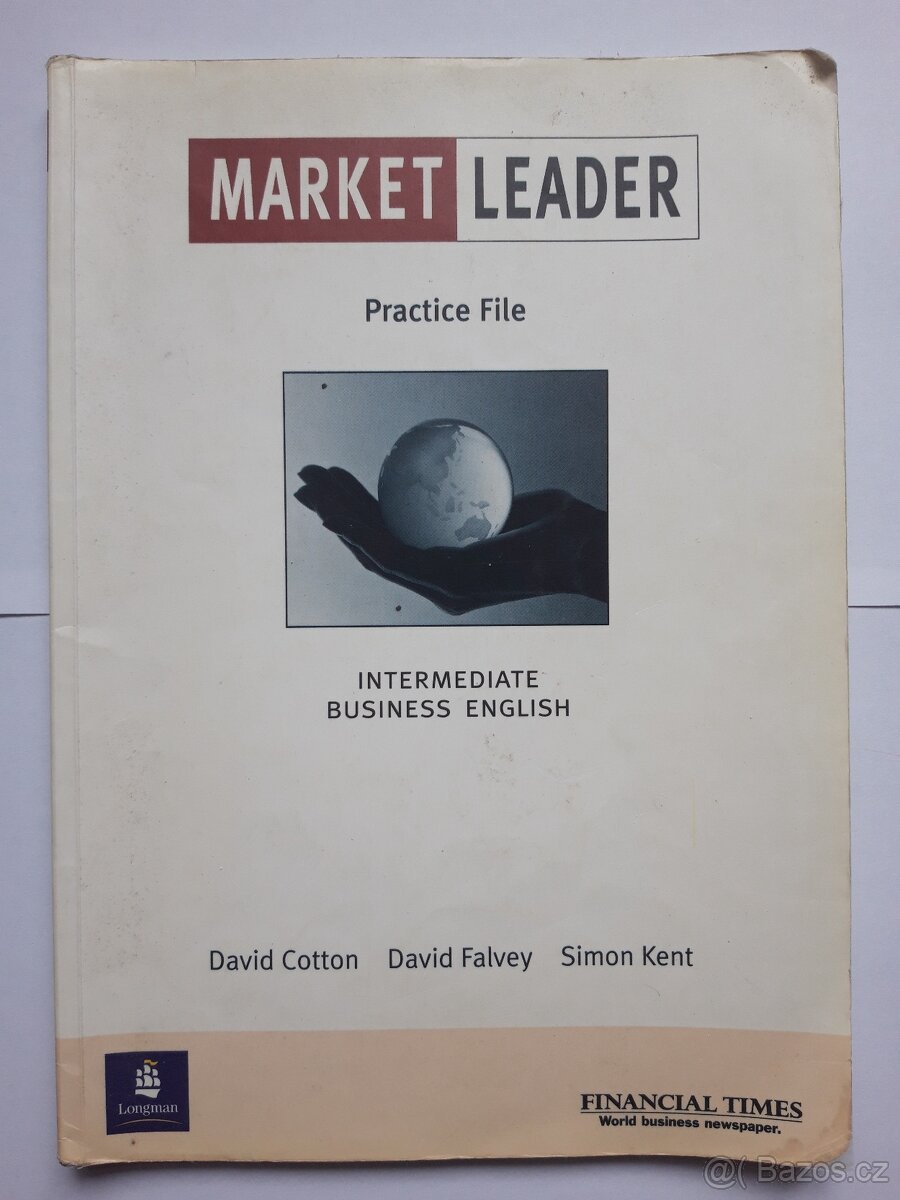 MARKET LEADER
Practice File
INTERMEDIATE
BUSINESS ENGLISH
David Cotton David Falvey Simon Kent
Longman
FINANCIAL TIMES
World business newspaper.
@( Bazos.cz